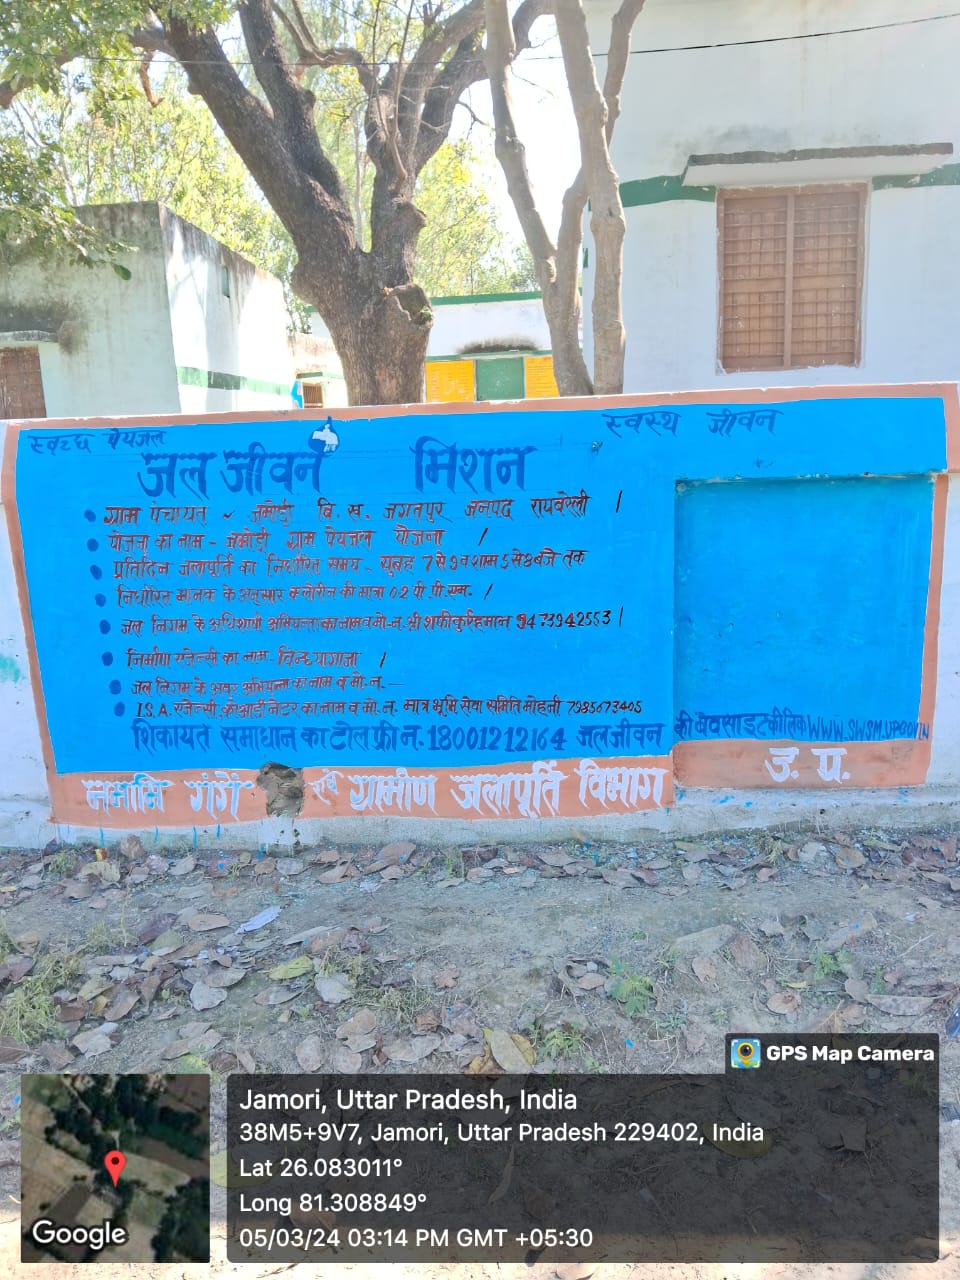 स्वच्छ पेयजल
स्वस्थ जीवन
जल जीवन मिशन
ग्राम पंचायत - जमोड़ी वि. ख. जगतपुर जनपद रायबरेली |
योजना का नाम - जमोड़ी ग्राम पेयजल योजना |
प्रतिदिन जलापूर्ति का निर्धारित समय - सुबह 7 से 9 व शाम 5 से 8 बजे तक
निर्धारित मानक के अनुसार क्लोरीन की मात्रा 0.2 पी.पी.एम. |
जल निगम के अधिशाषी अभियन्ता का नाम व मो.न. श्री शफीकुर्रहमान 9473942553 |
निर्माण एजेन्सी का नाम- |
जल निगम के अवर अभियन्ता का नाम व मो.न.-
I.S.A. एजेन्सी कोआर्डीनेटर का नाम व मो.न. मात्र भूमि सेवा समिति मोहनी 7985673405
शिकायत समाधान का टोल फ्री न. 18001212164 जल जीवन की बेवसाइट की लिंक WWW.SWSM.UP.GOV.IN
नमामि गंगें एवं ग्रामीण जलापूर्ति विभाग उ. प्र.
GPS Map Camera
Jamori, Uttar Pradesh, India
38M5+9V7, Jamori, Uttar Pradesh 229402, India
Lat 26.083011°
Long 81.308849°
05/03/24 03:14 PM GMT +05:30
Google